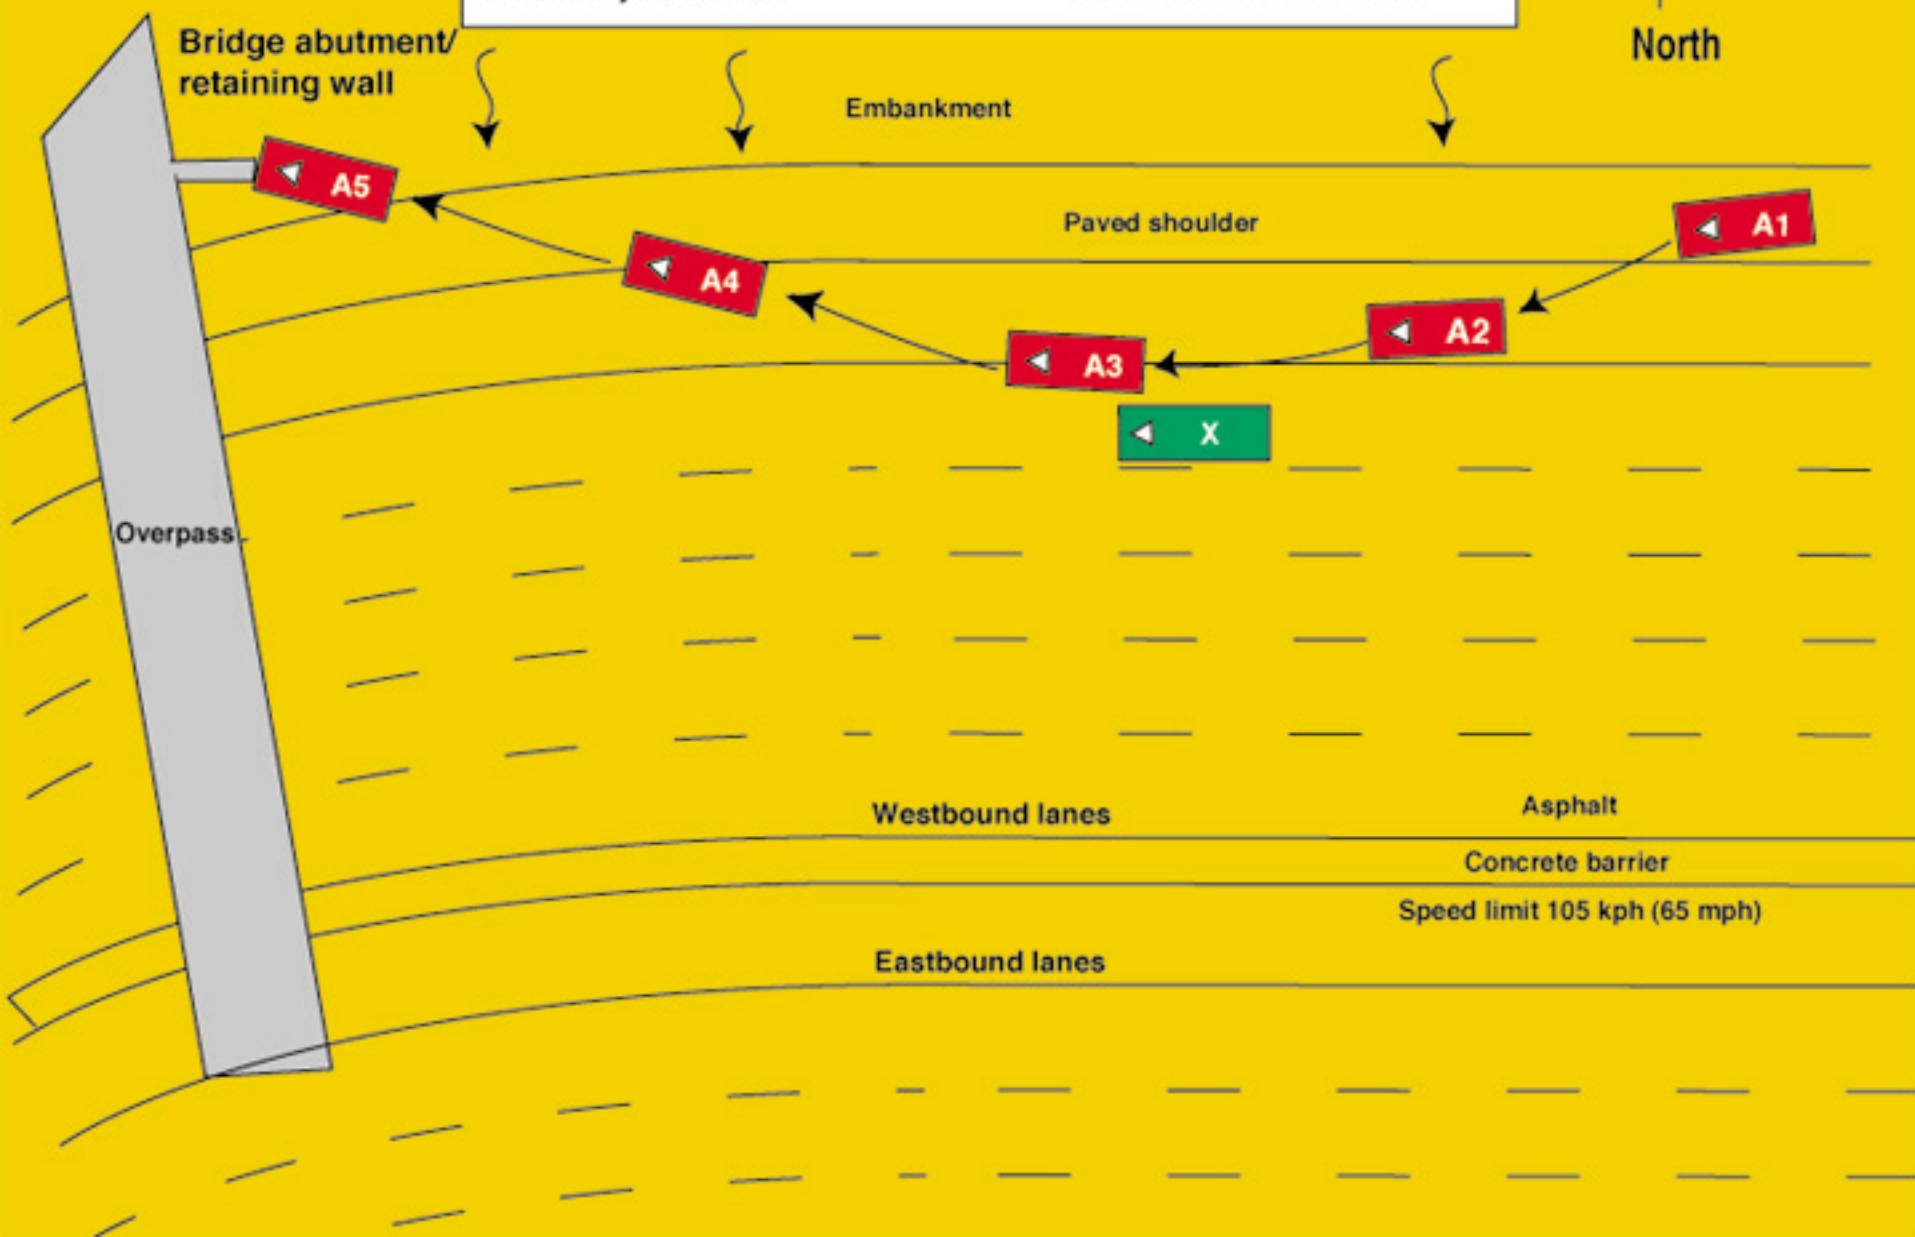 North
Bridge abutment/
retaining wall
Embankment
A5
Paved shoulder
A1
A4
A2
A3
X
Overpass
Westbound lanes
Asphalt
Concrete barrier
Speed limit 105 kph (65 mph)
Eastbound lanes